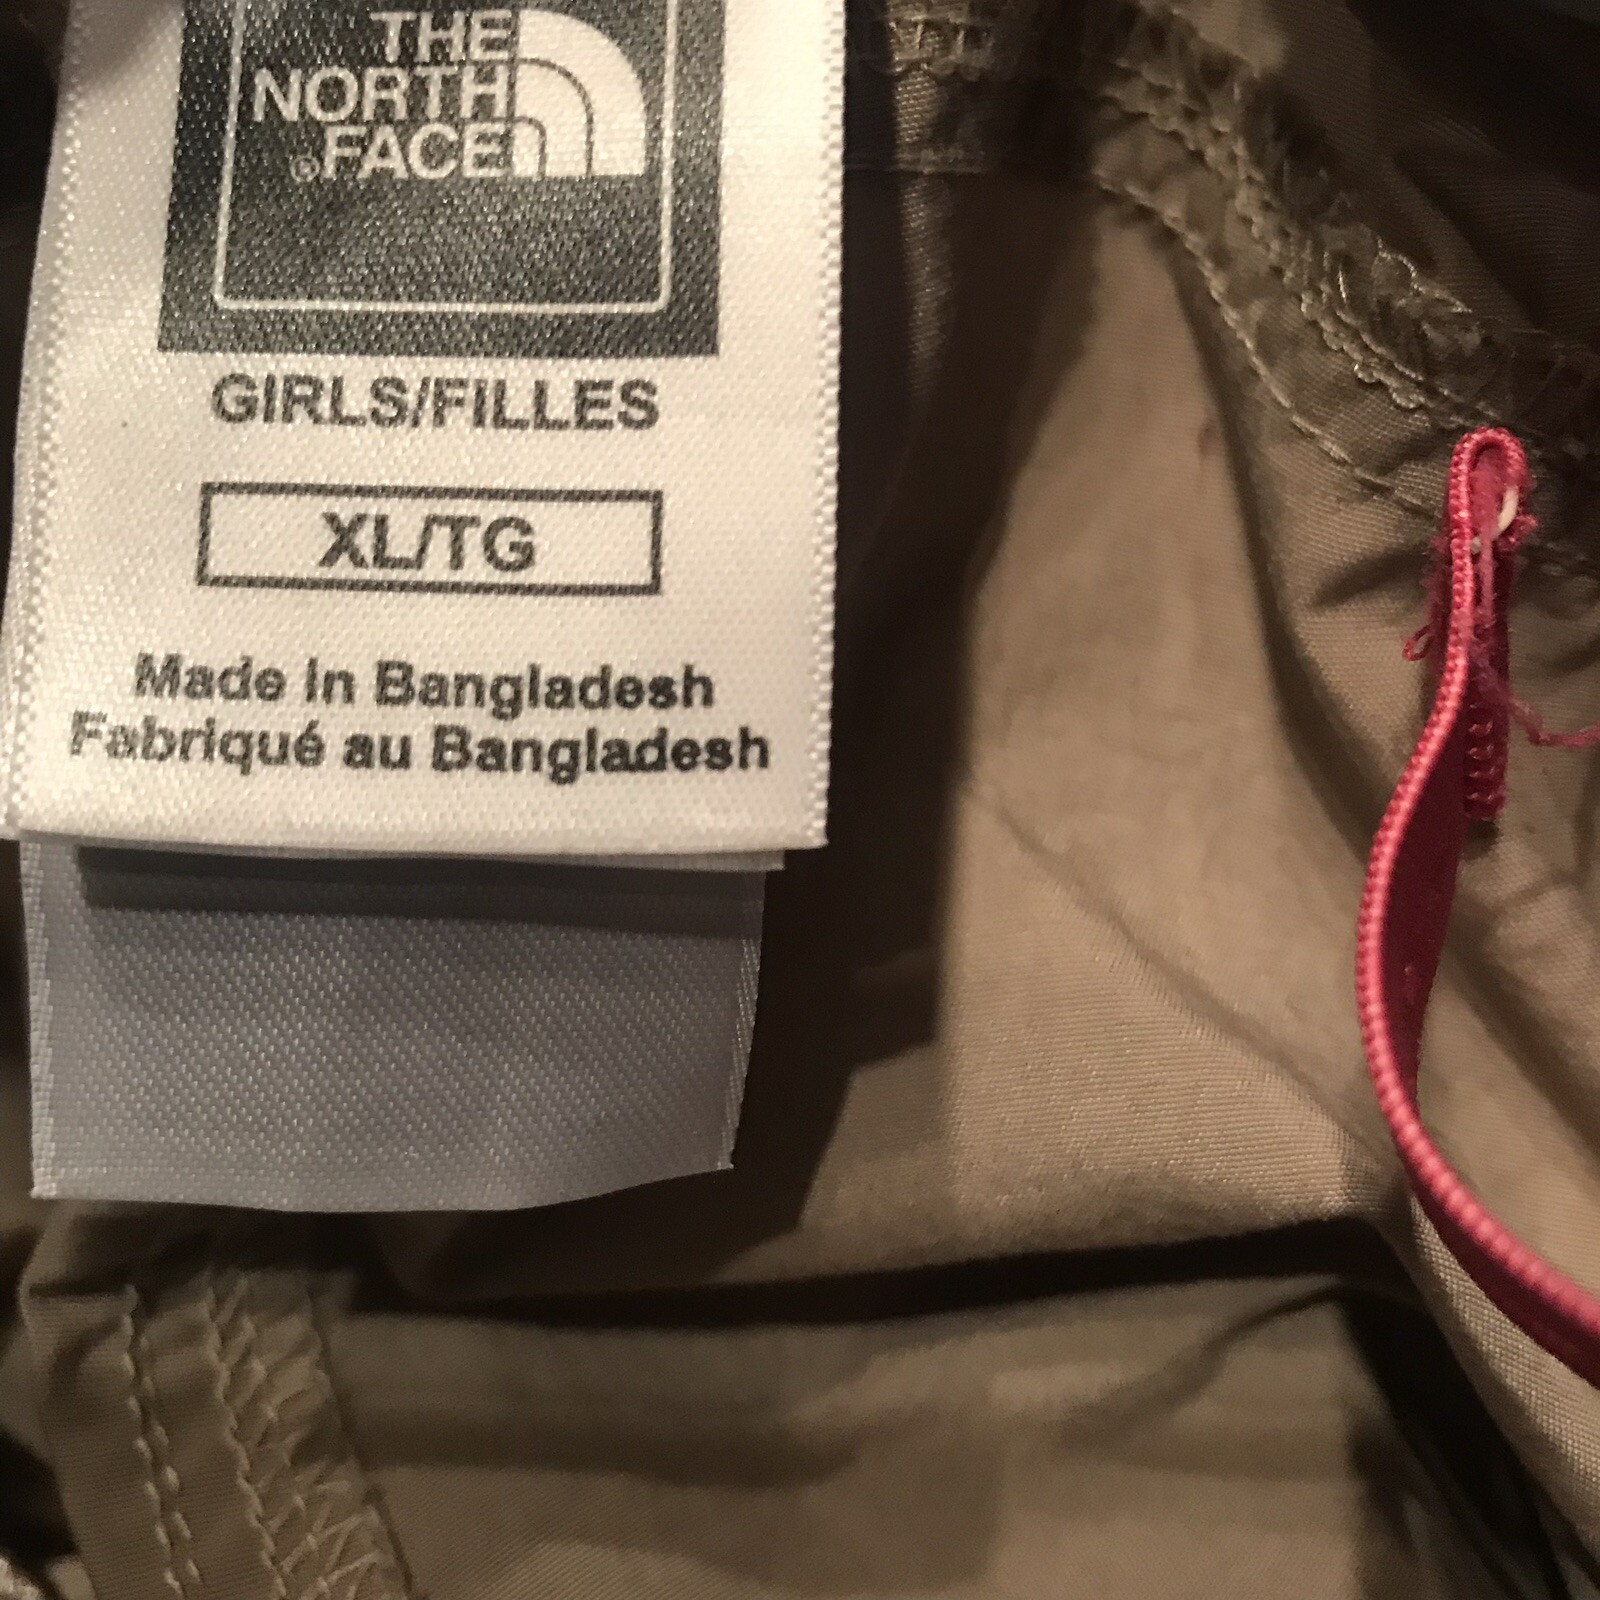 THE
NORTH
®FACE
GIRLS/FILLES
XL/TG
Made in Bangladesh
Fabriqué au Bangladesh